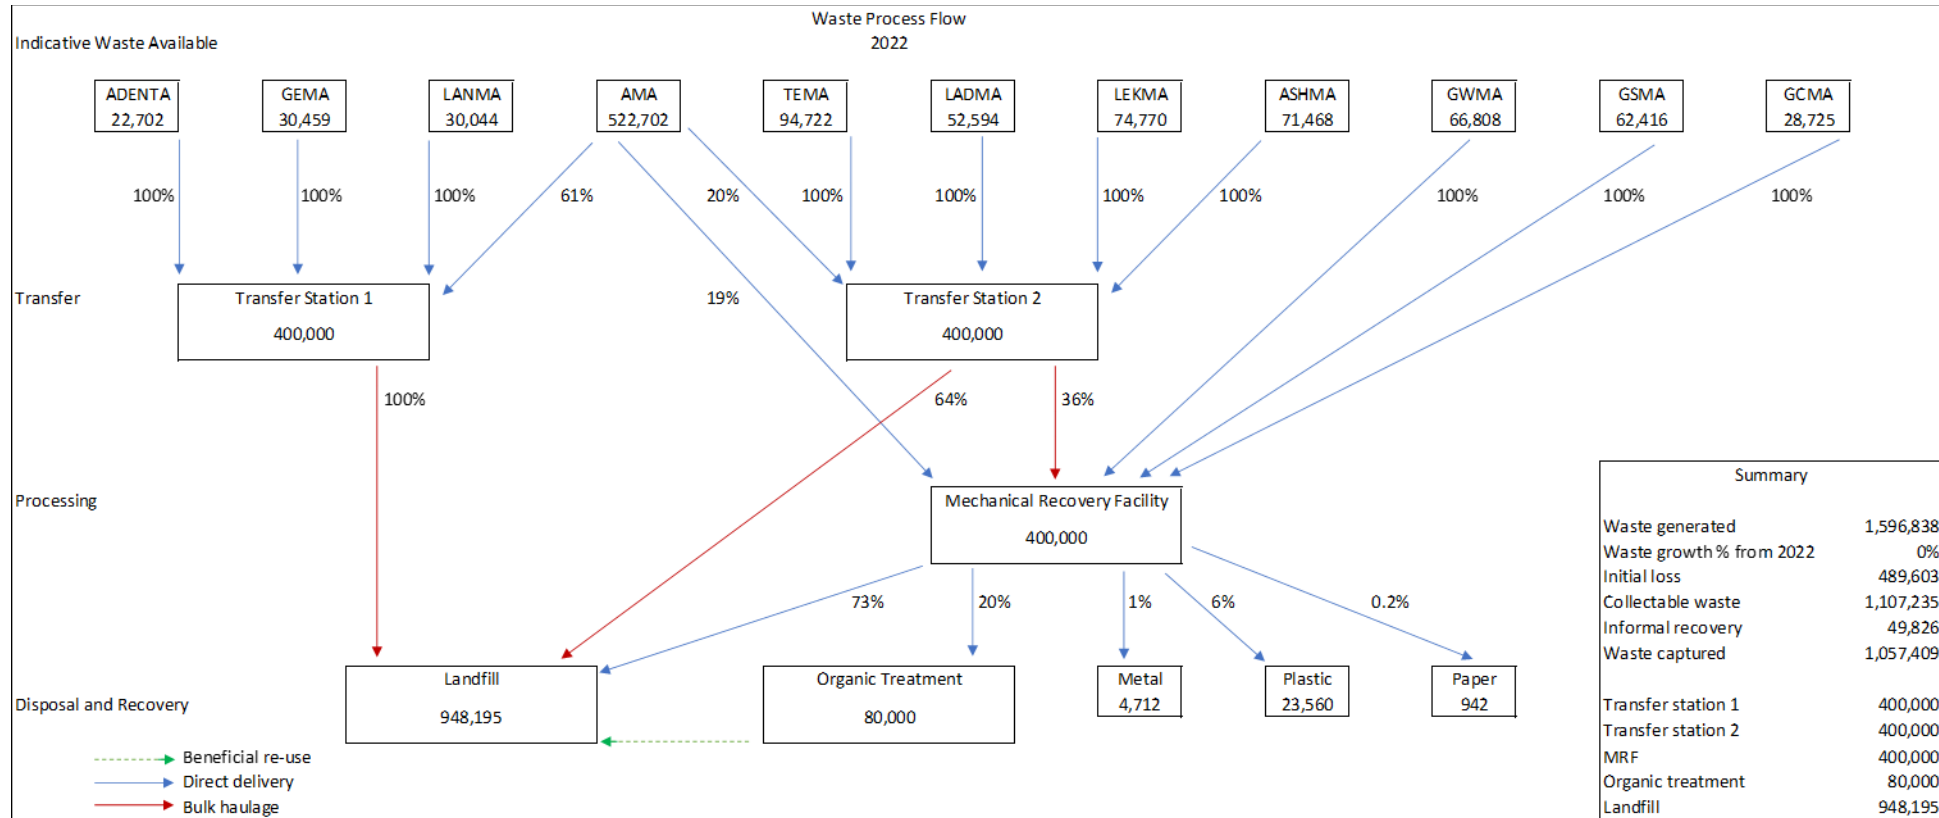 Waste Process Flow
Indicative Waste Available
2022
ADENTA
22,702
GEMA
30,459
LANMA
30,044
AMA
522,702
TEMA
94,722
LADMA
52,594
LEKMA
74,770
ASHMA
71,468
GWMA
66,808
GSMA
62,416
GCMA
28,725
100%
100%
100%
61%
20%
100%
100%
100%
100%
100%
100%
100%
Transfer
Transfer Station 1
400,000
19%
Transfer Station 2
400,000
100%
64%
36%
Processing
Mechanical Recovery Facility
400,000
73%
20%
1%
6%
0.2%
Disposal and Recovery
Landfill
948,195
Organic Treatment
80,000
Metal
4,712
Plastic
23,560
Paper
942
Beneficial re-use
Direct delivery
Bulk haulage
Summary
Waste generated 1,596,838
Waste growth % from 2022 0%
Initial loss 489,603
Collectable waste 1,107,235
Informal recovery 49,826
Waste captured 1,057,409
Transfer station 1 400,000
Transfer station 2 400,000
MRF 400,000
Organic treatment 80,000
Landfill 948,195